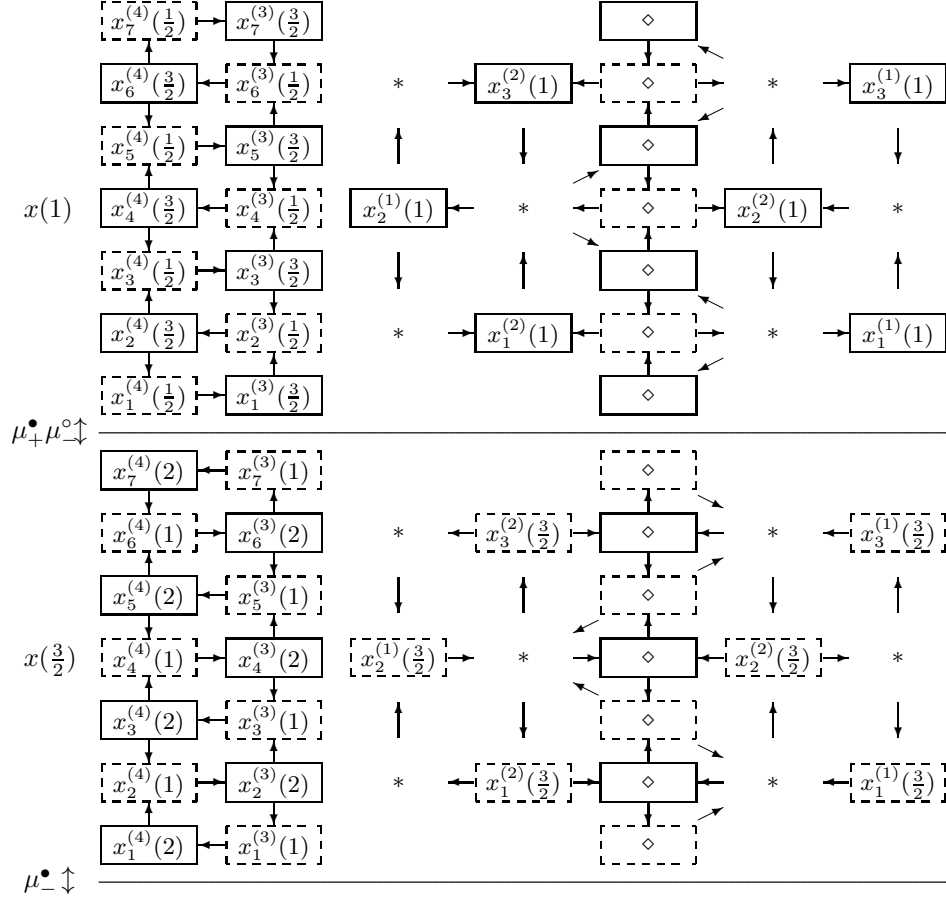 x_7^{(4)}(\frac{1}{2}) x_7^{(3)}(\frac{3}{2}) ◇
x_6^{(4)}(\frac{3}{2}) x_6^{(3)}(\frac{1}{2}) * x_3^{(2)}(1) ◇ * x_3^{(1)}(1)
x_5^{(4)}(\frac{1}{2}) x_5^{(3)}(\frac{3}{2}) ◇
x(1) x_4^{(4)}(\frac{3}{2}) x_4^{(3)}(\frac{1}{2}) x_2^{(1)}(1) * ◇ x_2^{(2)}(1) *
x_3^{(4)}(\frac{1}{2}) x_3^{(3)}(\frac{3}{2}) ◇
x_2^{(4)}(\frac{3}{2}) x_2^{(3)}(\frac{1}{2}) * x_1^{(2)}(1) ◇ * x_1^{(1)}(1)
x_1^{(4)}(\frac{1}{2}) x_1^{(3)}(\frac{3}{2}) ◇
μ_+^• μ_-^○ ↕
x_7^{(4)}(2) x_7^{(3)}(1) ◇
x_6^{(4)}(1) x_6^{(3)}(2) * x_3^{(2)}(\frac{3}{2}) ◇ * x_3^{(1)}(\frac{3}{2})
x_5^{(4)}(2) x_5^{(3)}(1) ◇
x(\frac{3}{2}) x_4^{(4)}(1) x_4^{(3)}(2) x_2^{(1)}(\frac{3}{2}) * ◇ x_2^{(2)}(\frac{3}{2}) *
x_3^{(4)}(2) x_3^{(3)}(1) ◇
x_2^{(4)}(1) x_2^{(3)}(2) * x_1^{(2)}(\frac{3}{2}) ◇ * x_1^{(1)}(\frac{3}{2})
x_1^{(4)}(2) x_1^{(3)}(1) ◇
μ_-^• ↕